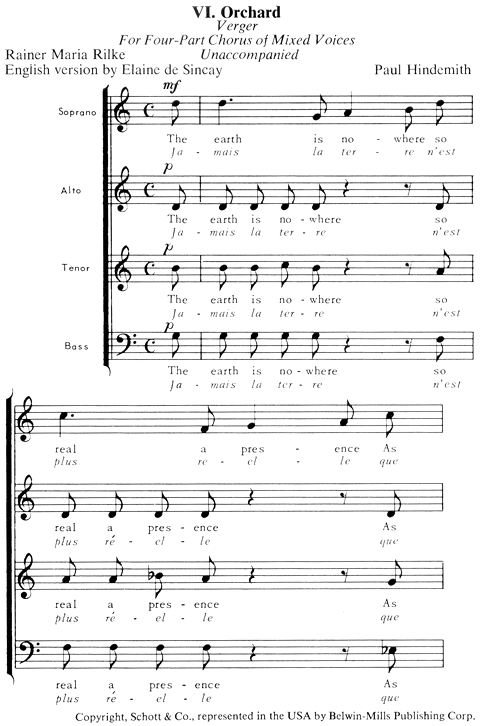 VI. Orchard
Verger
For Four-Part Chorus of Mixed Voices
Rainer Maria Rilke Unaccompanied
English version by Elaine de Sincay Paul Hindemith
mf
Soprano
The earth is no - where so
Ja - mais la ter - re n'est
p
Alto
The earth is no - where so
Ja - mais la ter - re n'est
p
Tenor
The earth is no - where so
Ja - mais la ter - re n'est
p
Bass
The earth is no - where so
Ja - mais la ter - re n'est
real a pres - ence As
plus re - el - le que
real a pres - ence As
plus ré - el - le que
real a pres - ence As
plus ré - el - le que
real a pres - ence As
plus ré - el - le que
Copyright, Schott & Co., represented in the USA by Belwin-Mills Publishing Corp.